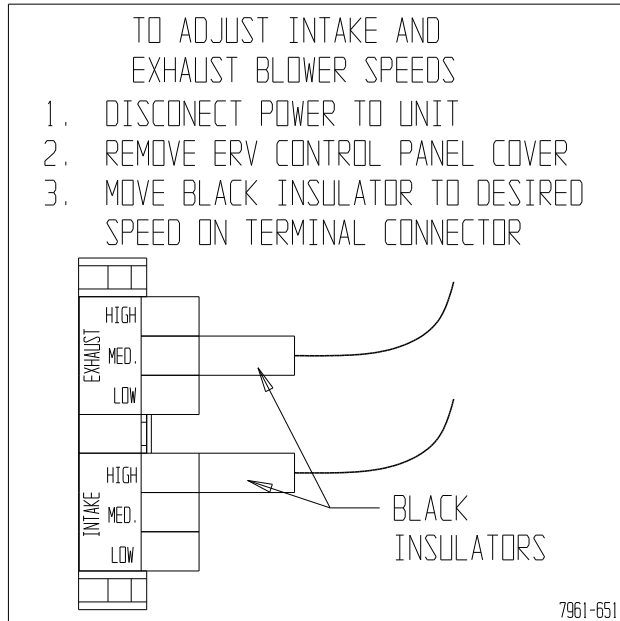 TO ADJUST INTAKE AND
EXHAUST BLOWER SPEEDS
1. DISCONECT POWER TO UNIT
2. REMOVE ERV CONTROL PANEL COVER
3. MOVE BLACK INSULATOR TO DESIRED
SPEED ON TERMINAL CONNECTOR
EXHAUST
HIGH
MED.
LOW
INTAKE
HIGH
MED.
LOW
BLACK
INSULATORS
7961-651